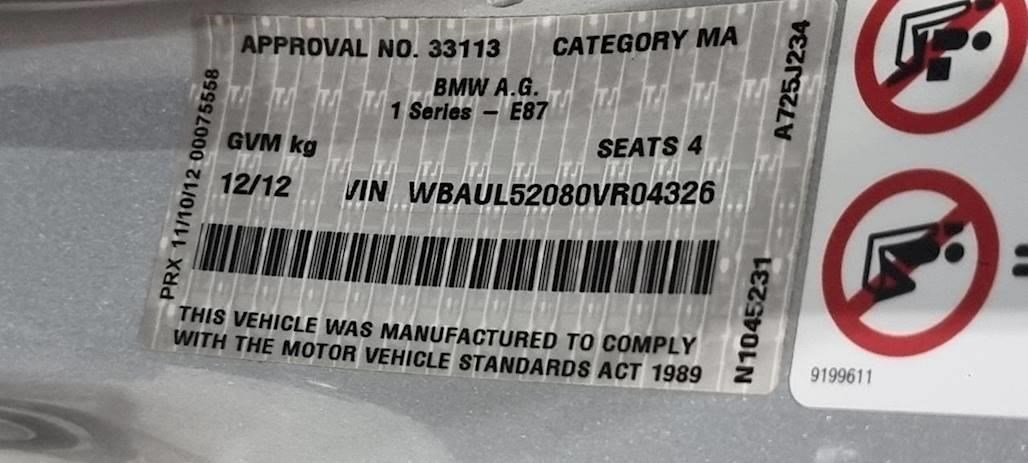 APPROVAL NO. 33113 CATEGORY MA
BMW A.G.
1 Series – E87
GVM kg SEATS 4
12/12 VIN WBAUL52080VR04326
THIS VEHICLE WAS MANUFACTURED TO COMPLY
WITH THE MOTOR VEHICLE STANDARDS ACT 1989
PRX 11/10/12 00075558
A725J234
N1045231
9199611